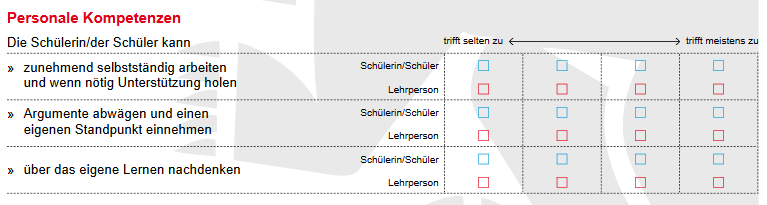 Personale Kompetenzen
Die Schülerin/der Schüler kann
trifft selten zu
trifft meistens zu
» zunehmend selbstständig arbeiten
und wenn nötig Unterstützung holen
Schülerin/Schüler
Lehrperson
» Argumente abwägen und einen
eigenen Standpunkt einnehmen
Schülerin/Schüler
Lehrperson
» über das eigene Lernen nachdenken
Schülerin/Schüler
Lehrperson